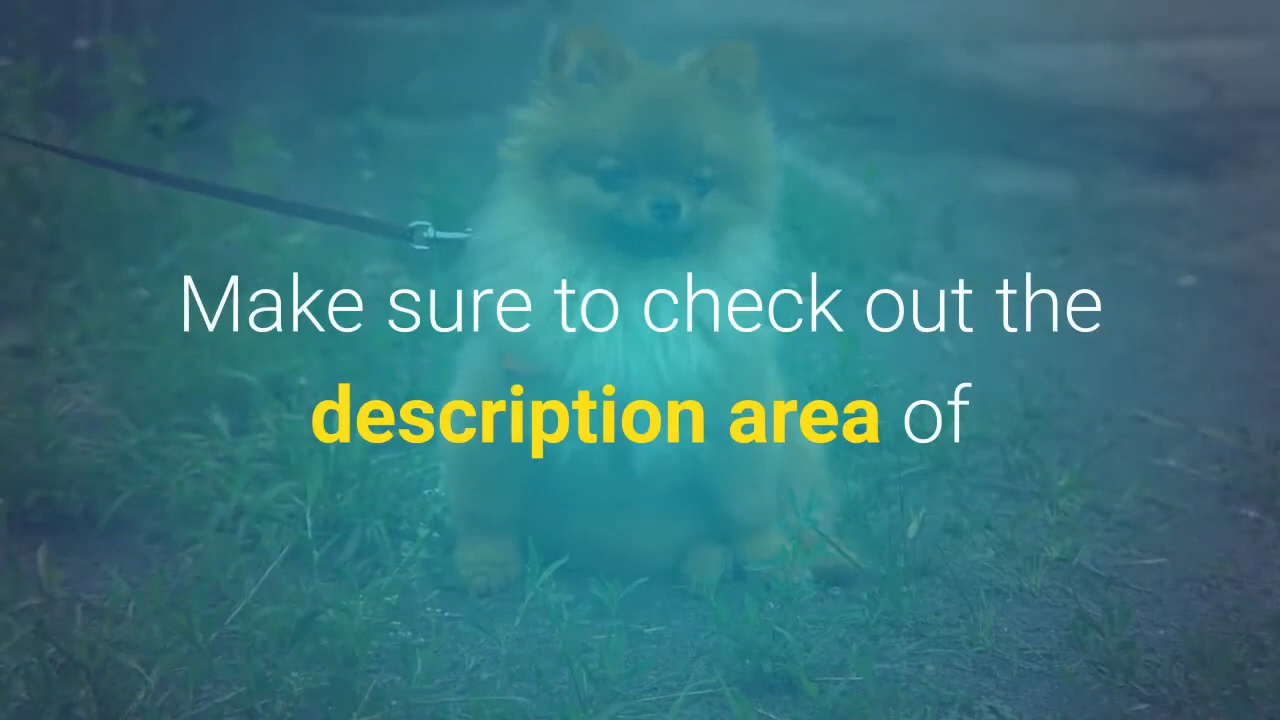 Make sure to check out the
description area of